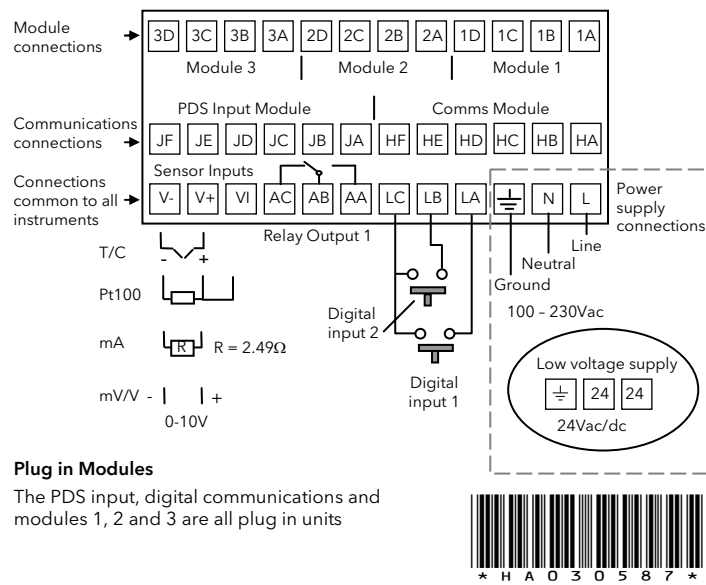 Module connections
3D 3C 3B 3A 2D 2C 2B 2A 1D 1C 1B 1A
Module 3 Module 2 Module 1
PDS Input Module Comms Module
Communications connections
JF JE JD JC JB JA HF HE HD HC HB HA
Sensor Inputs
Connections common to all instruments
V- V+ VI AC AB AA LC LB LA N L
Power supply connections
Relay Output 1
Line
Neutral
Ground
T/C - +
Pt100
mA R R = 2.49Ω
mV/V - +
0-10V
Digital input 2
Digital input 1
100 – 230Vac
Low voltage supply
24 24
24Vac/dc
Plug in Modules
The PDS input, digital communications and
modules 1, 2 and 3 are all plug in units
* H A 0 3 0 5 8 7 *